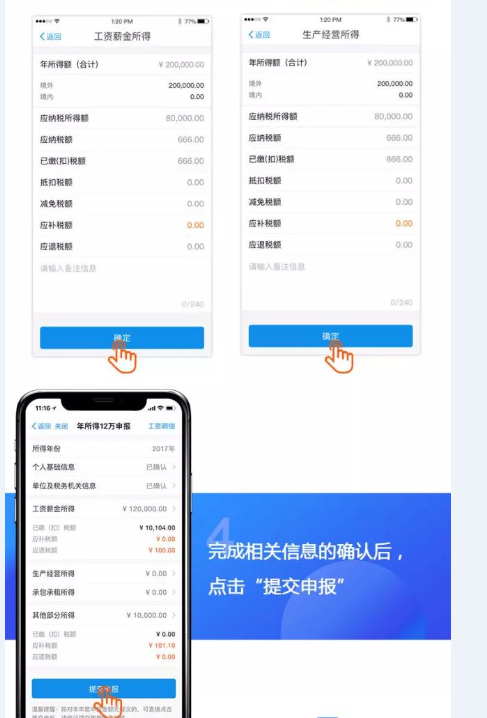 1:20 PM 77%
返回 工资薪金所得
年所得额（合计） ¥ 200,000.00
境外 200,000.00
境内 0.00
应纳税所得额 80,000.00
应纳税额 666.00
已缴(扣)税额 666.00
抵扣税额 0.00
减免税额 0.00
应补税额 0.00
应退税额 0.00
请输入备注信息
0/240
确定
1:20 PM 77%
返回 生产经营所得
年所得额（合计） ¥ 200,000.00
境外 200,000.00
境内 0.00
应纳税所得额 80,000.00
应纳税额 666.00
已缴(扣)税额 666.00
抵扣税额 0.00
减免税额 0.00
应补税额 0.00
应退税额 0.00
请输入备注信息
0/240
确定
11:16
返回 关闭 年所得12万申报 工资明细
所得年份 2017年
个人基础信息 已确认
单位及税务机关信息 已确认
工资薪金所得 ¥ 120,000.00
已缴（扣）税额 ¥ 10,104.00
应补税额 ¥ 0.00
应退税额 ¥ 100.00
生产经营所得 ¥ 0.00
承包承租所得 ¥ 0.00
其他部分所得 ¥ 10,000.00
已缴（扣）税额 ¥ 0.00
应补税额 ¥ 101.10
应退税额 ¥ 0.00
提交申报
4
完成相关信息的确认后，
点击“提交申报”